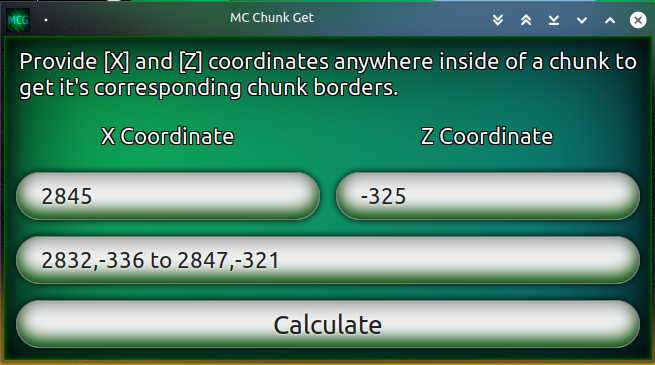 MCG
MC Chunk Get
Provide [X] and [Z] coordinates anywhere inside of a chunk to
get it's corresponding chunk borders.
X Coordinate
Z Coordinate
2845
-325
2832,-336 to 2847,-321
Calculate